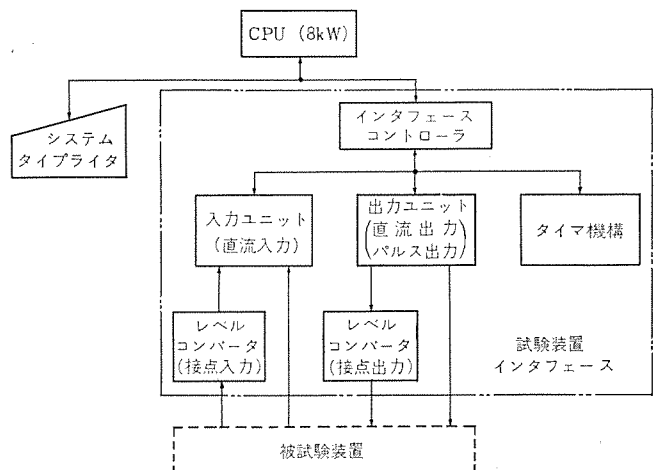 CPU (8kW)
システム
タイプライタ
インタフェース
コントローラ
入力ユニット
(直流入力)
出力ユニット
(直流出力
パルス出力)
タイマ機構
レベル
コンバータ
(接点入力)
レベル
コンバータ
(接点出力)
試験装置
インタフェース
被試験装置